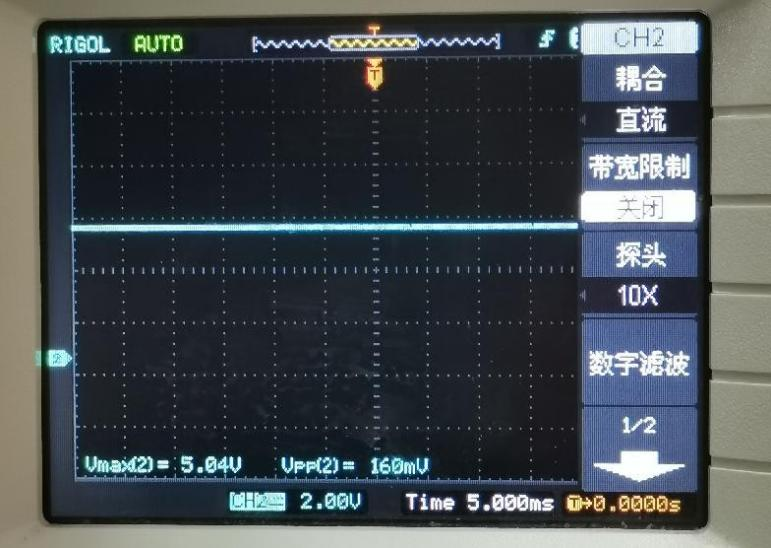 RIGOL AUTO
T
T
CH2
耦合
直流
带宽限制
关闭
探头
10X
数字滤波
1/2
2
Vmax(2)= 5.04V Vpp(2)= 160mV
CH2 2.00V Time 5.000ms T→0.0000s